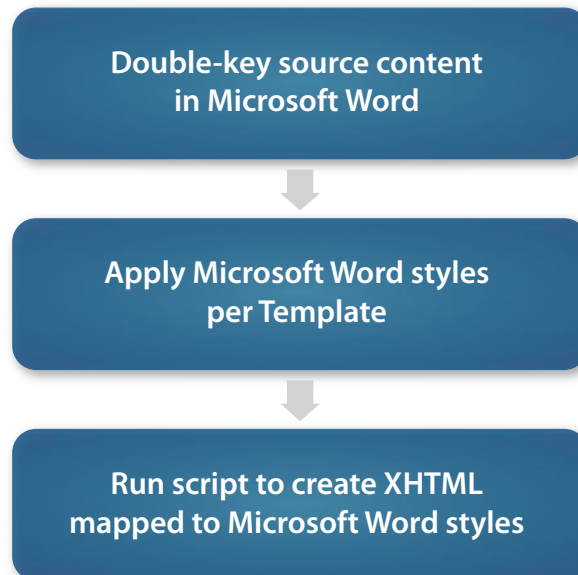 Double-key source content
in Microsoft Word
Apply Microsoft Word styles
per Template
Run script to create XHTML
mapped to Microsoft Word styles